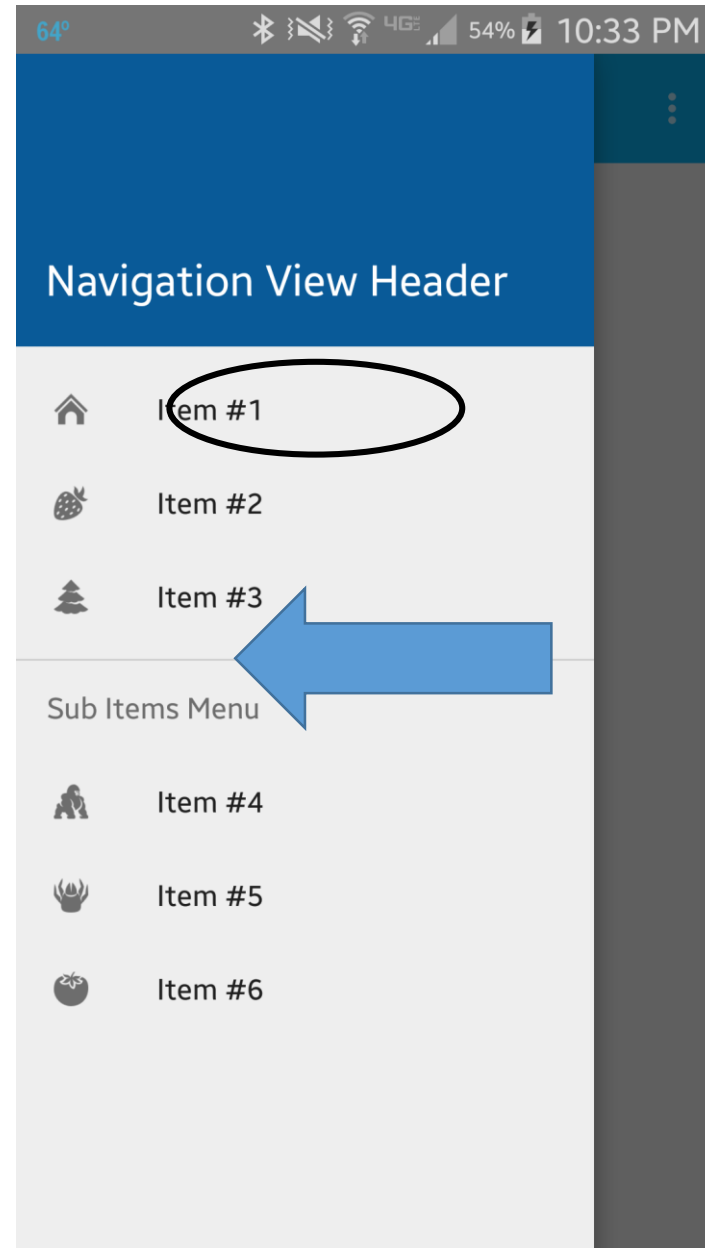 64° 4G 54% 10:33 PM
Navigation View Header
Item #1
Item #2
Item #3
Sub Items Menu
Item #4
Item #5
Item #6